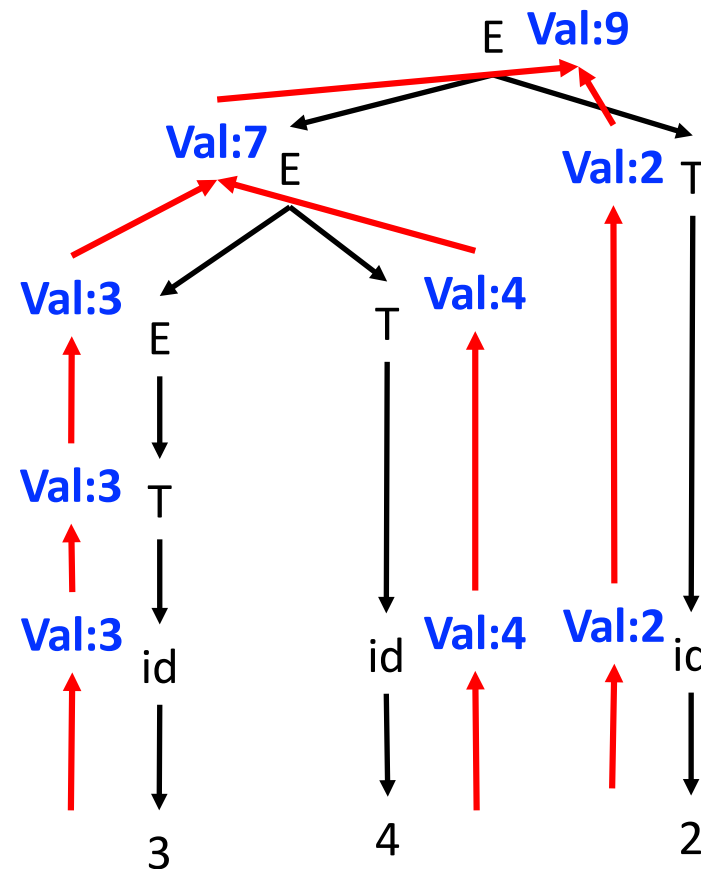 E Val:9
Val:7 E
Val:2 T
Val:3 E
T Val:4
Val:3 T
Val:3 id
id Val:4
Val:2 id
3
4
2